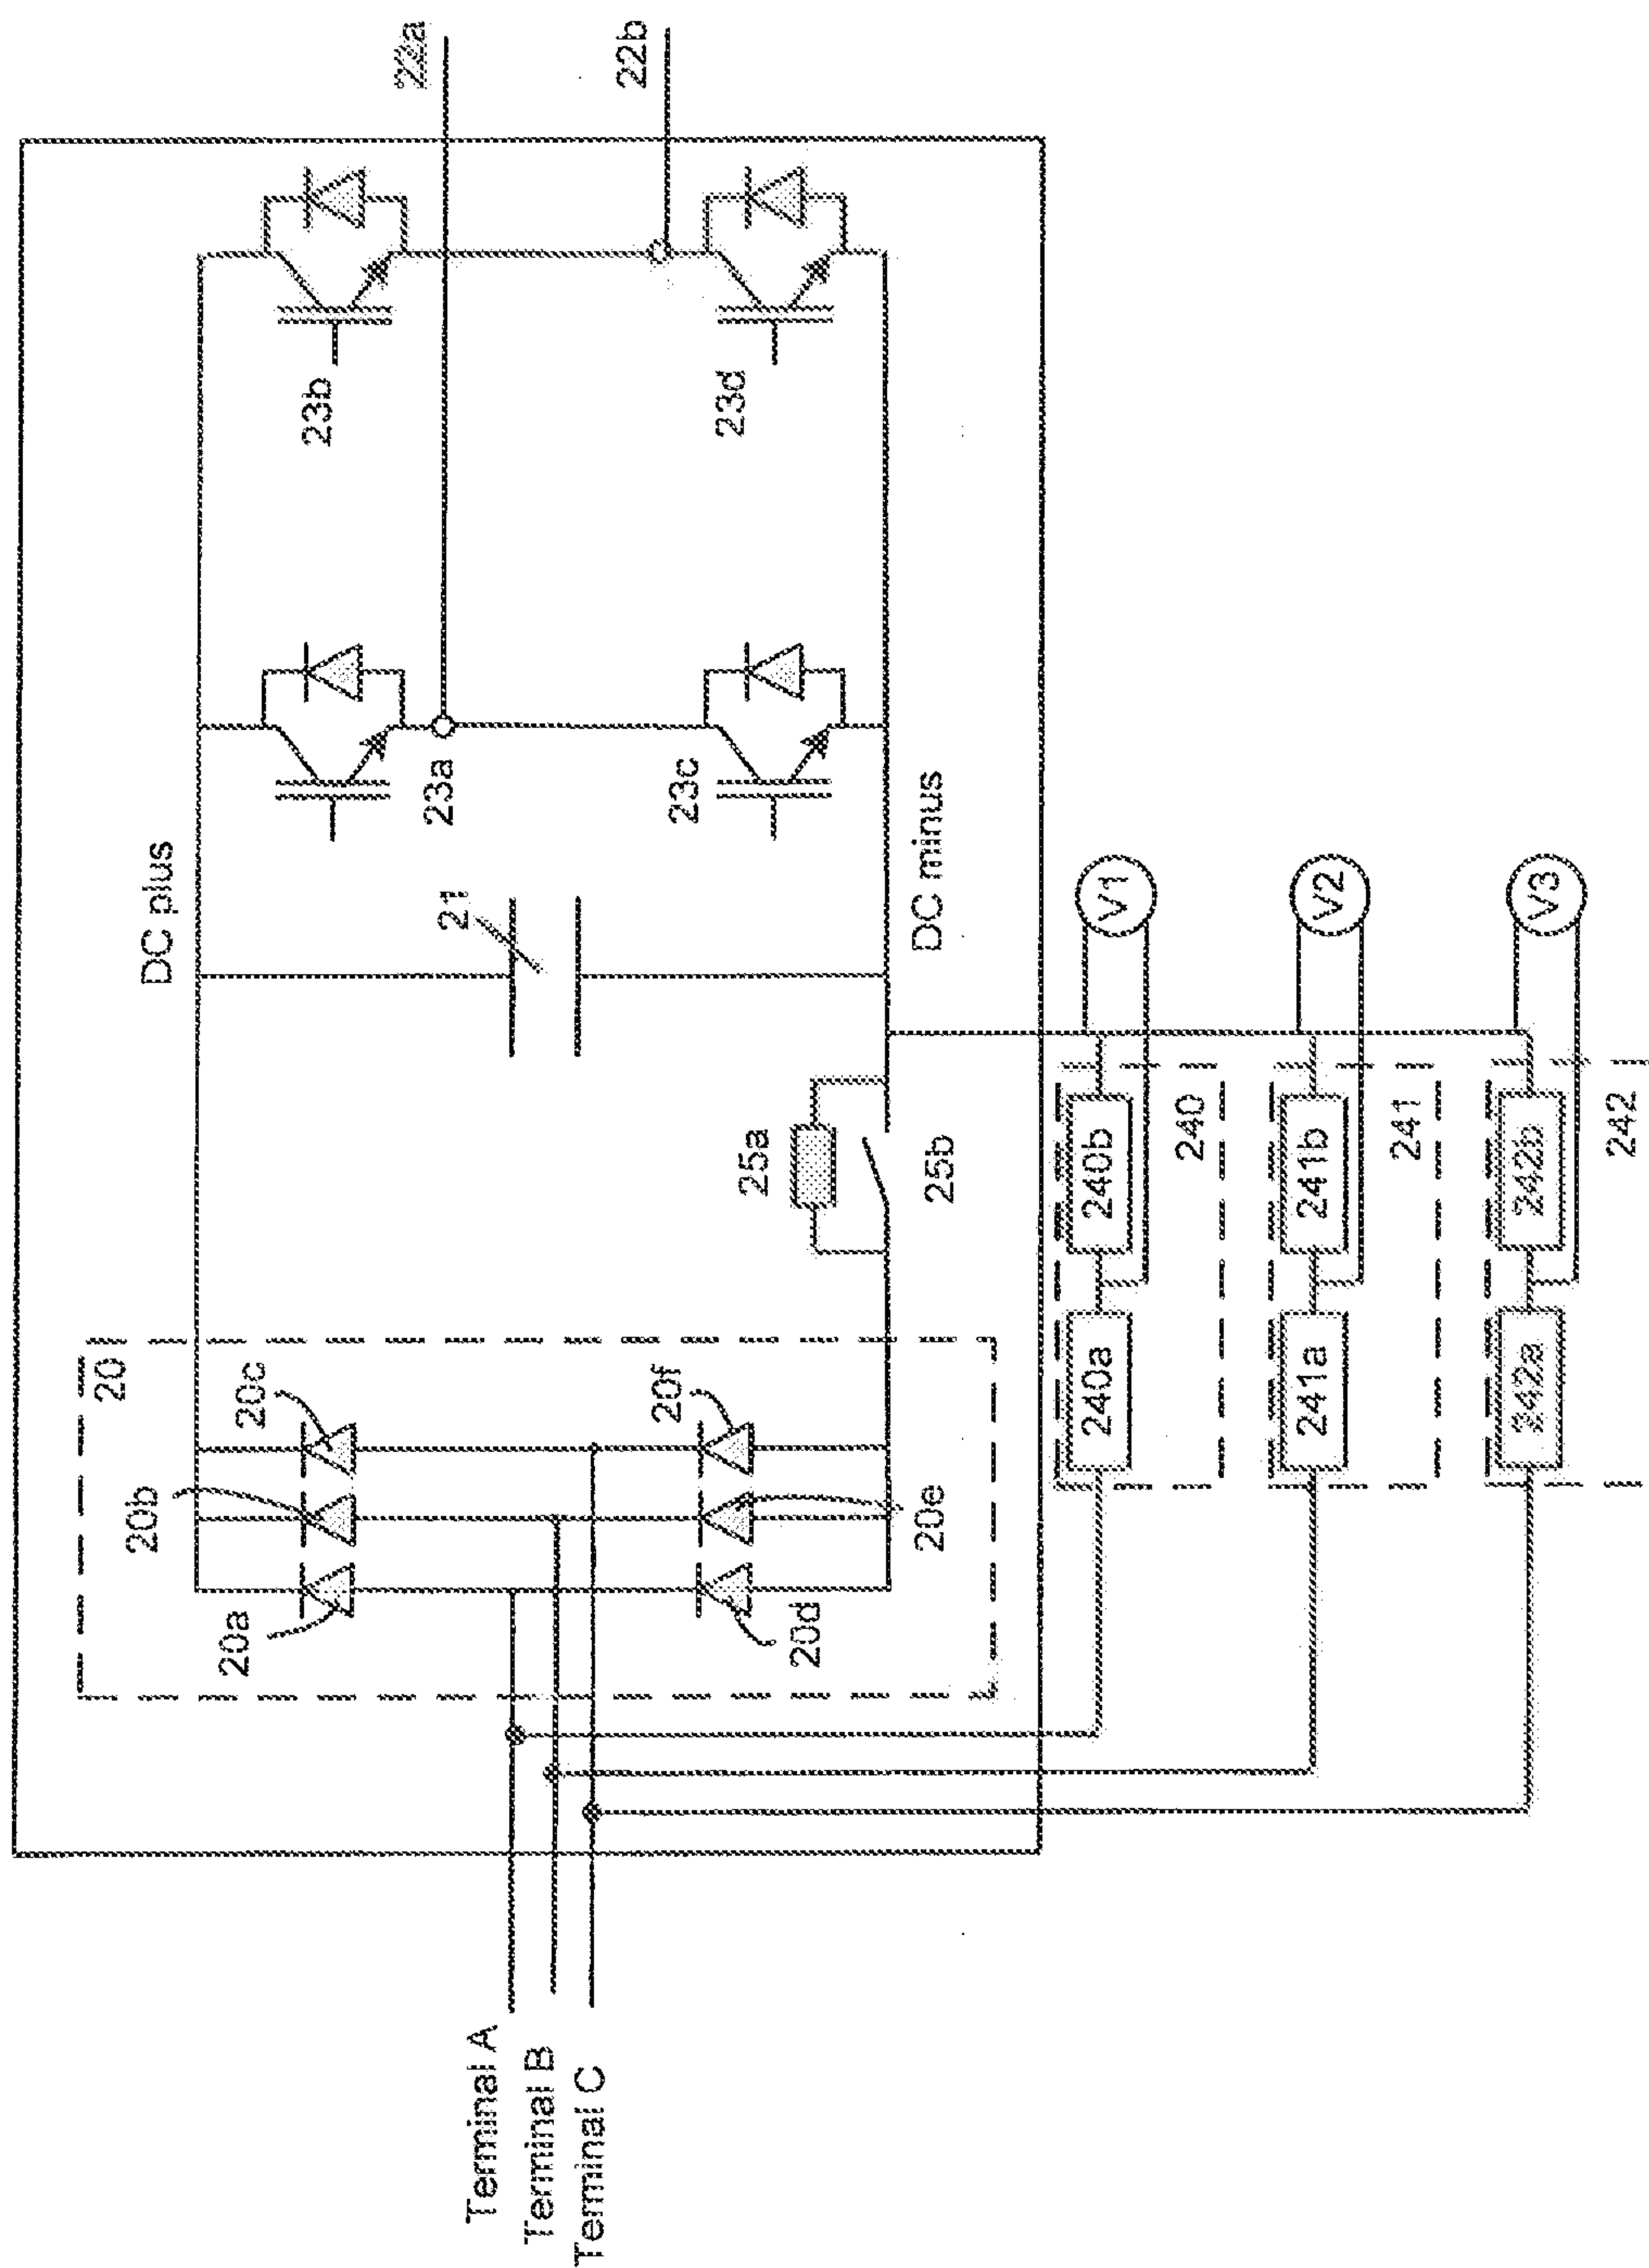 22a
22b
23b
23d
DC plus
21
23a
23c
DC minus
25a
25b
V1
V2
V3
20
20a
20b
20c
20d
20e
20f
240a
240b
240
241a
241b
241
242a
242b
242
Terminal A
Terminal B
Terminal C